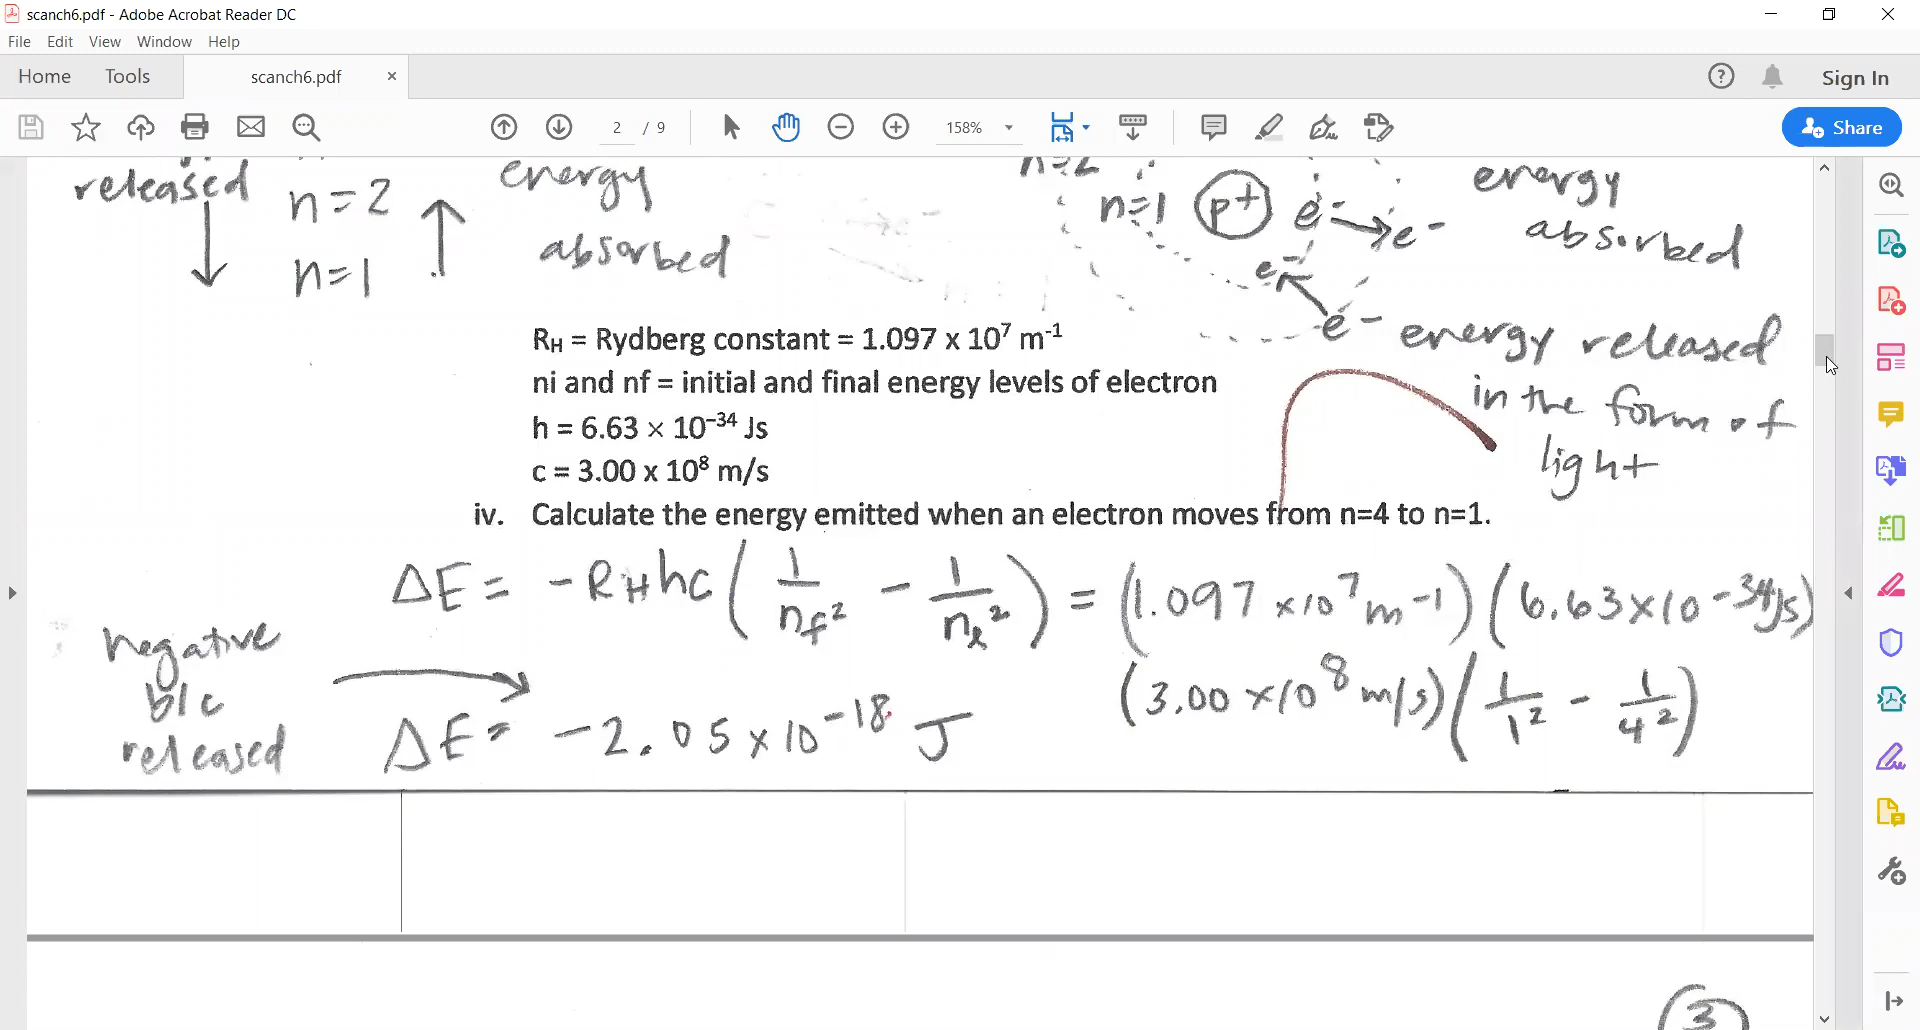 scanch6.pdf - Adobe Acrobat Reader DC
File Edit View Window Help
Home Tools scanch6.pdf × ? Sign In
2 / 9 158% Share
released n=2 energy n=2 energy
n=1 absorbed n=1 p+ e- e- absorbed
e-
e- energy released
in the form of
light
RH = Rydberg constant = 1.097 x 10⁷ m⁻¹
ni and nf = initial and final energy levels of electron
h = 6.63 × 10⁻³⁴ Js
c = 3.00 x 10⁸ m/s
iv. Calculate the energy emitted when an electron moves from n=4 to n=1.
ΔE = -RHhc (1/nf² - 1/ni²) = (1.097 x10⁷ m-1) (6.63x10-34Js)
(3.00 x10⁸ m/s) (1/1² - 1/4²)
negative
b/c
released
ΔE = -2.05 x 10-18 J
3